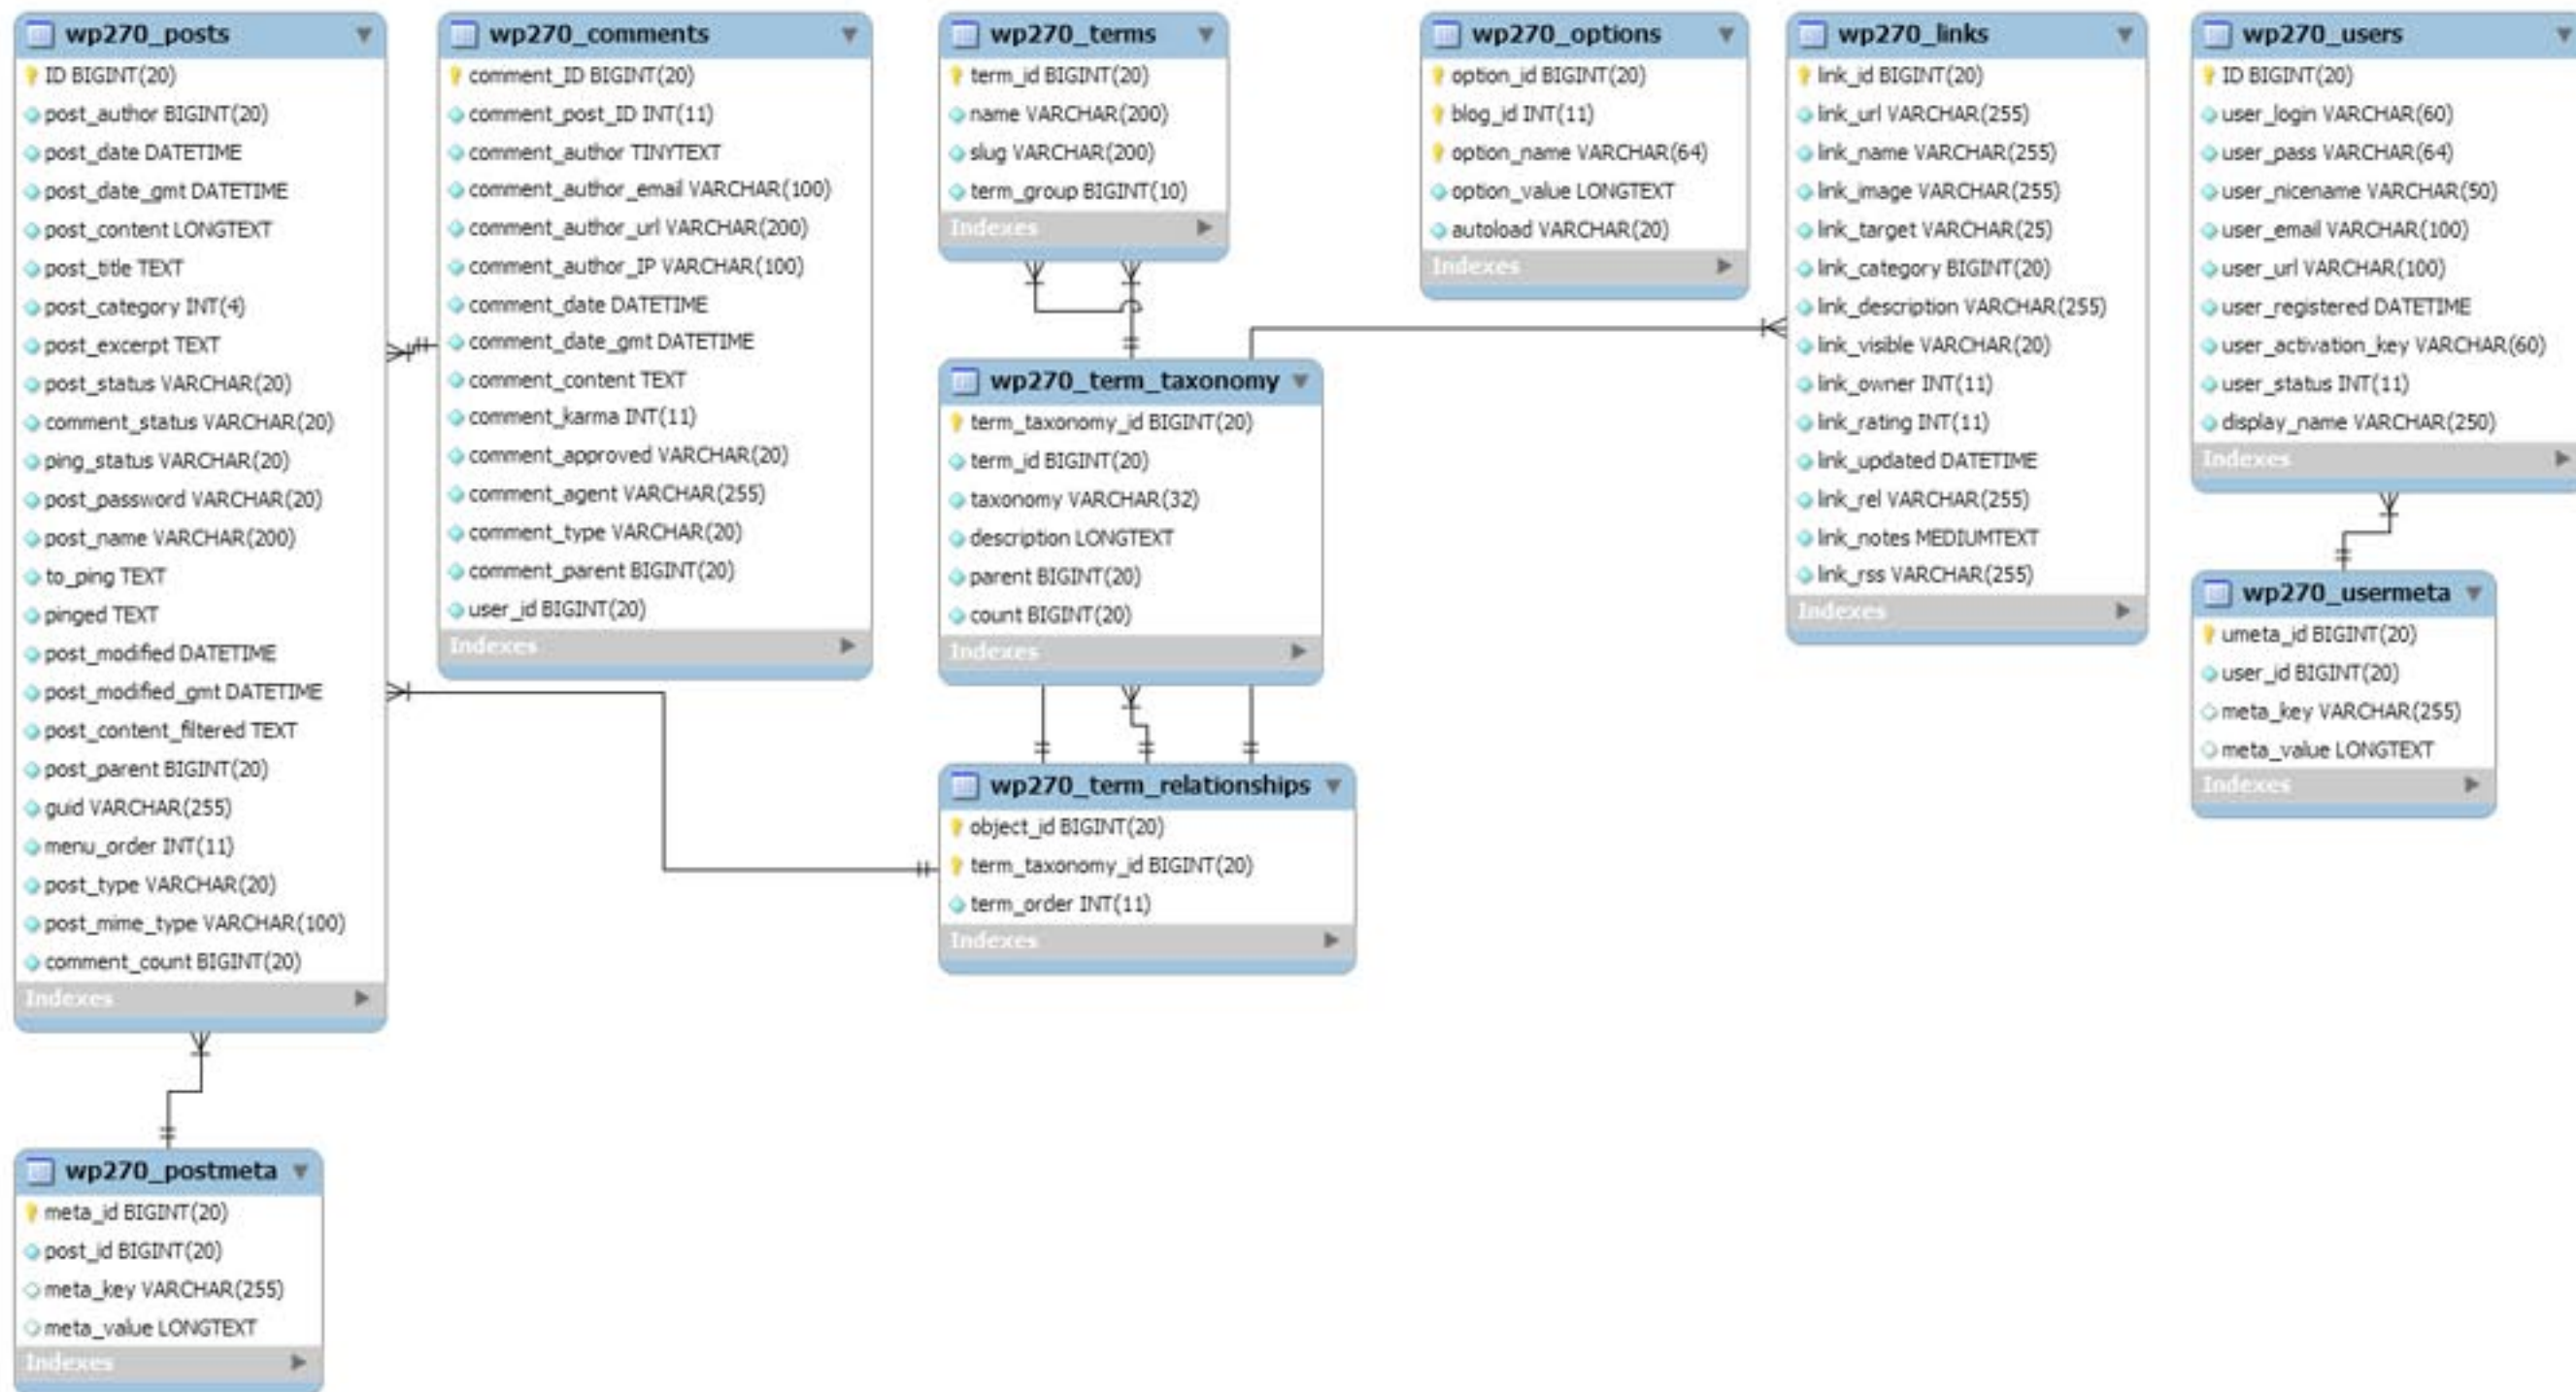 wp270_posts
ID BIGINT(20)
post_author BIGINT(20)
post_date DATETIME
post_date_gmt DATETIME
post_content LONGTEXT
post_title TEXT
post_category INT(4)
post_excerpt TEXT
post_status VARCHAR(20)
comment_status VARCHAR(20)
ping_status VARCHAR(20)
post_password VARCHAR(20)
post_name VARCHAR(200)
to_ping TEXT
pinged TEXT
post_modified DATETIME
post_modified_gmt DATETIME
post_content_filtered TEXT
post_parent BIGINT(20)
guid VARCHAR(255)
menu_order INT(11)
post_type VARCHAR(20)
post_mime_type VARCHAR(100)
comment_count BIGINT(20)
Indexes
wp270_postmeta
meta_id BIGINT(20)
post_id BIGINT(20)
meta_key VARCHAR(255)
meta_value LONGTEXT
Indexes
wp270_comments
comment_ID BIGINT(20)
comment_post_ID INT(11)
comment_author TINYTEXT
comment_author_email VARCHAR(100)
comment_author_url VARCHAR(200)
comment_author_IP VARCHAR(100)
comment_date DATETIME
comment_date_gmt DATETIME
comment_content TEXT
comment_karma INT(11)
comment_approved VARCHAR(20)
comment_agent VARCHAR(255)
comment_type VARCHAR(20)
comment_parent BIGINT(20)
user_id BIGINT(20)
Indexes
wp270_terms
term_id BIGINT(20)
name VARCHAR(200)
slug VARCHAR(200)
term_group BIGINT(10)
Indexes
wp270_term_taxonomy
term_taxonomy_id BIGINT(20)
term_id BIGINT(20)
taxonomy VARCHAR(32)
description LONGTEXT
parent BIGINT(20)
count BIGINT(20)
Indexes
wp270_term_relationships
object_id BIGINT(20)
term_taxonomy_id BIGINT(20)
term_order INT(11)
Indexes
wp270_options
option_id BIGINT(20)
blog_id INT(11)
option_name VARCHAR(64)
option_value LONGTEXT
autoload VARCHAR(20)
Indexes
wp270_links
link_id BIGINT(20)
link_url VARCHAR(255)
link_name VARCHAR(255)
link_image VARCHAR(255)
link_target VARCHAR(25)
link_category BIGINT(20)
link_description VARCHAR(255)
link_visible VARCHAR(20)
link_owner INT(11)
link_rating INT(11)
link_updated DATETIME
link_rel VARCHAR(255)
link_notes MEDIUMTEXT
link_rss VARCHAR(255)
Indexes
wp270_users
ID BIGINT(20)
user_login VARCHAR(60)
user_pass VARCHAR(64)
user_nicename VARCHAR(50)
user_email VARCHAR(100)
user_url VARCHAR(100)
user_registered DATETIME
user_activation_key VARCHAR(60)
user_status INT(11)
display_name VARCHAR(250)
Indexes
wp270_usermeta
umeta_id BIGINT(20)
user_id BIGINT(20)
meta_key VARCHAR(255)
meta_value LONGTEXT
Indexes